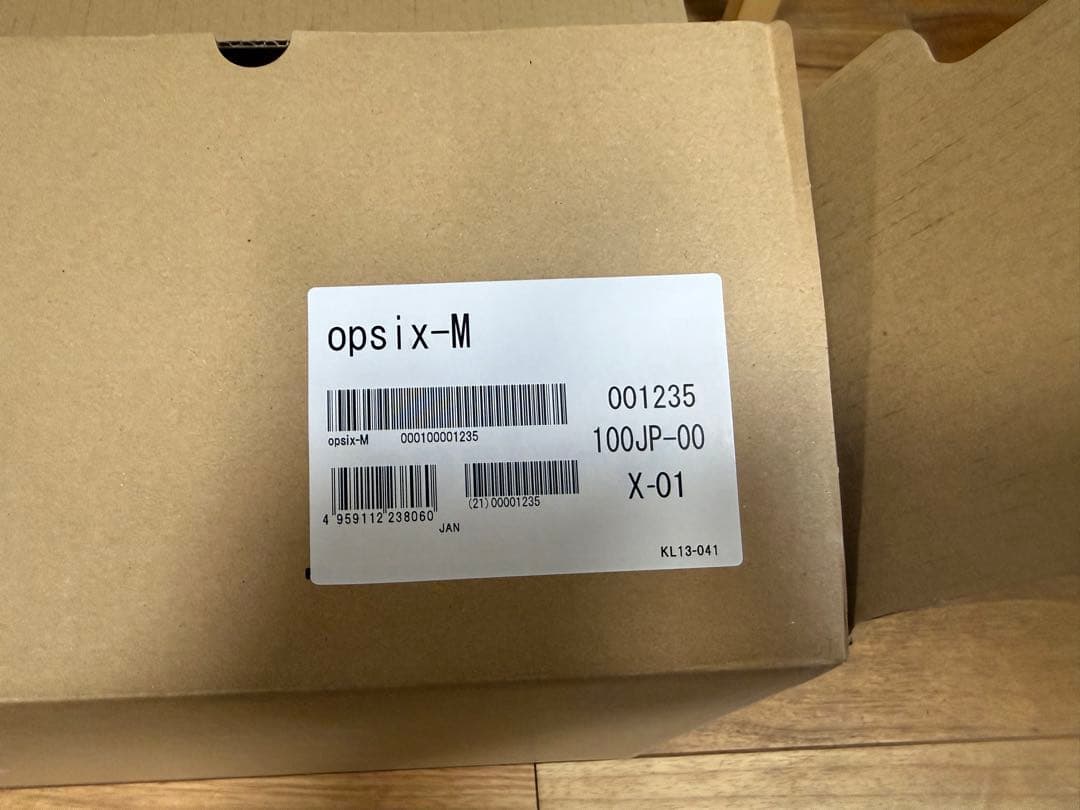 opsix-M
opsix-M 000100001235
4 959112 238060
JAN
(21)00001235
001235
100JP-00
X-01
KL13-041